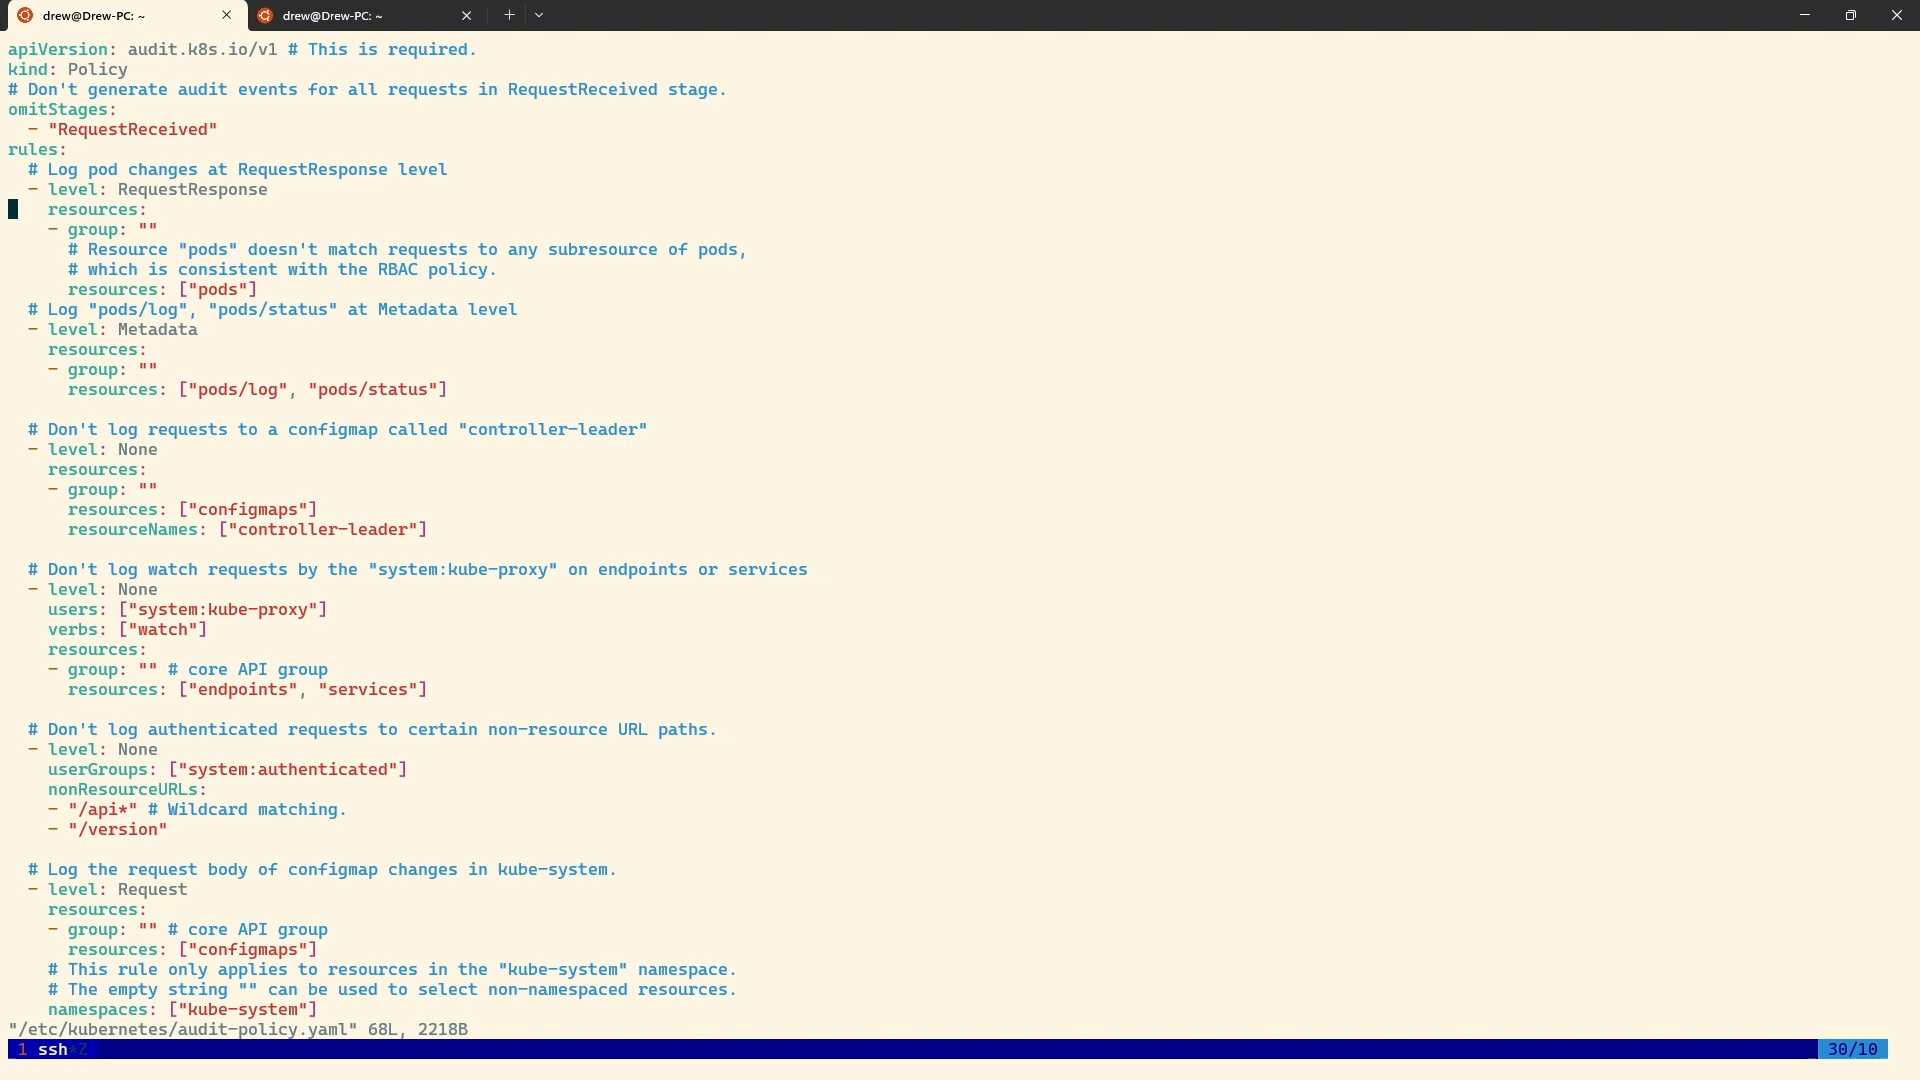 drew@Drew-PC: ~
drew@Drew-PC: ~
apiVersion: audit.k8s.io/v1 # This is required.
kind: Policy
# Don't generate audit events for all requests in RequestReceived stage.
omitStages:
  - "RequestReceived"
rules:
  # Log pod changes at RequestResponse level
  - level: RequestResponse
    resources:
    - group: ""
      # Resource "pods" doesn't match requests to any subresource of pods,
      # which is consistent with the RBAC policy.
      resources: ["pods"]
  # Log "pods/log", "pods/status" at Metadata level
  - level: Metadata
    resources:
    - group: ""
      resources: ["pods/log", "pods/status"]
  # Don't log requests to a configmap called "controller-leader"
  - level: None
    resources:
    - group: ""
      resources: ["configmaps"]
      resourceNames: ["controller-leader"]
  # Don't log watch requests by the "system:kube-proxy" on endpoints or services
  - level: None
    users: ["system:kube-proxy"]
    verbs: ["watch"]
    resources:
    - group: "" # core API group
      resources: ["endpoints", "services"]
  # Don't log authenticated requests to certain non-resource URL paths.
  - level: None
    userGroups: ["system:authenticated"]
    nonResourceURLs:
    - "/api*" # Wildcard matching.
    - "/version"
  # Log the request body of configmap changes in kube-system.
  - level: Request
    resources:
    - group: "" # core API group
      resources: ["configmaps"]
    # This rule only applies to resources in the "kube-system" namespace.
    # The empty string "" can be used to select non-namespaced resources.
    namespaces: ["kube-system"]
"/etc/kubernetes/audit-policy.yaml" 68L, 2218B
1 ssh*Z 30/10